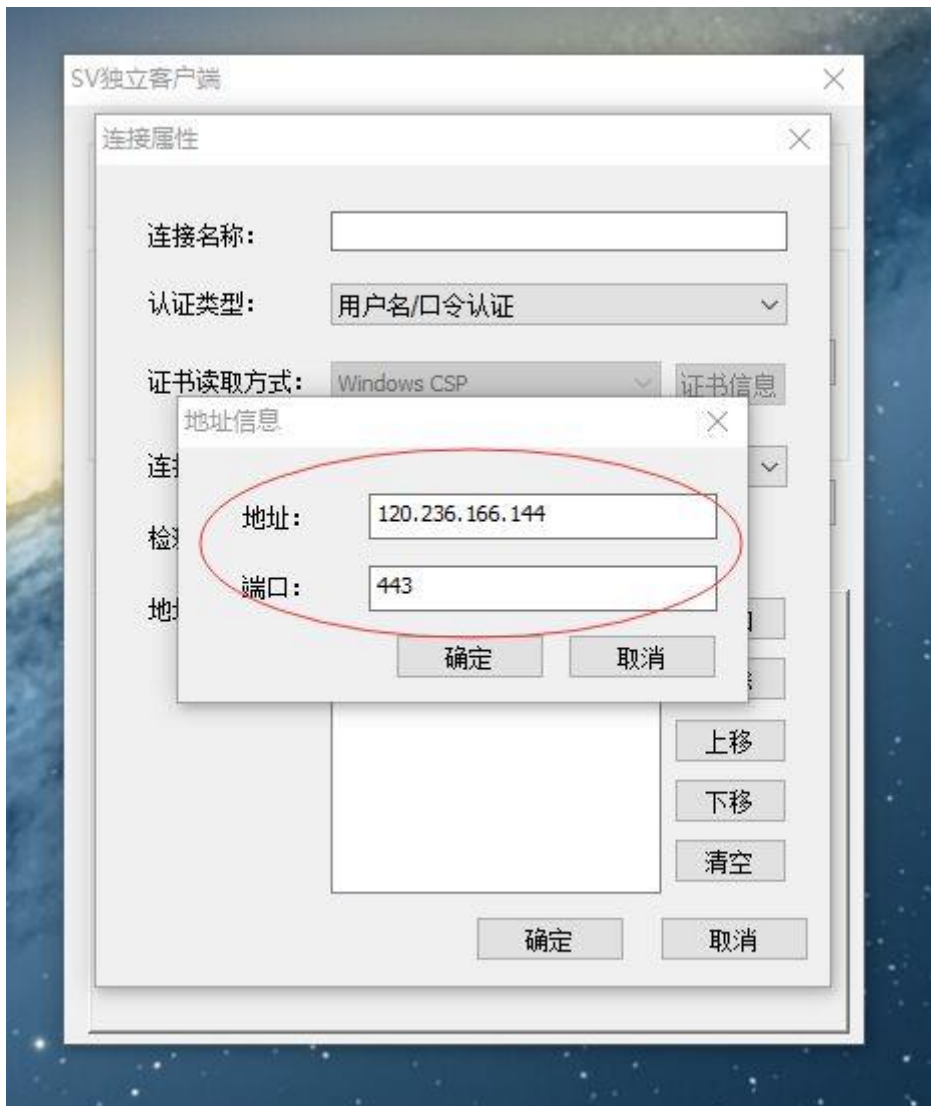 SV独立客户端
连接属性
连接名称：
认证类型：
用户名/口令认证
证书读取方式：
Windows CSP
证书信息
地址信息
连
地址：
120.236.166.144
检
端口：
443
地
确定
取消
上移
下移
清空
确定
取消